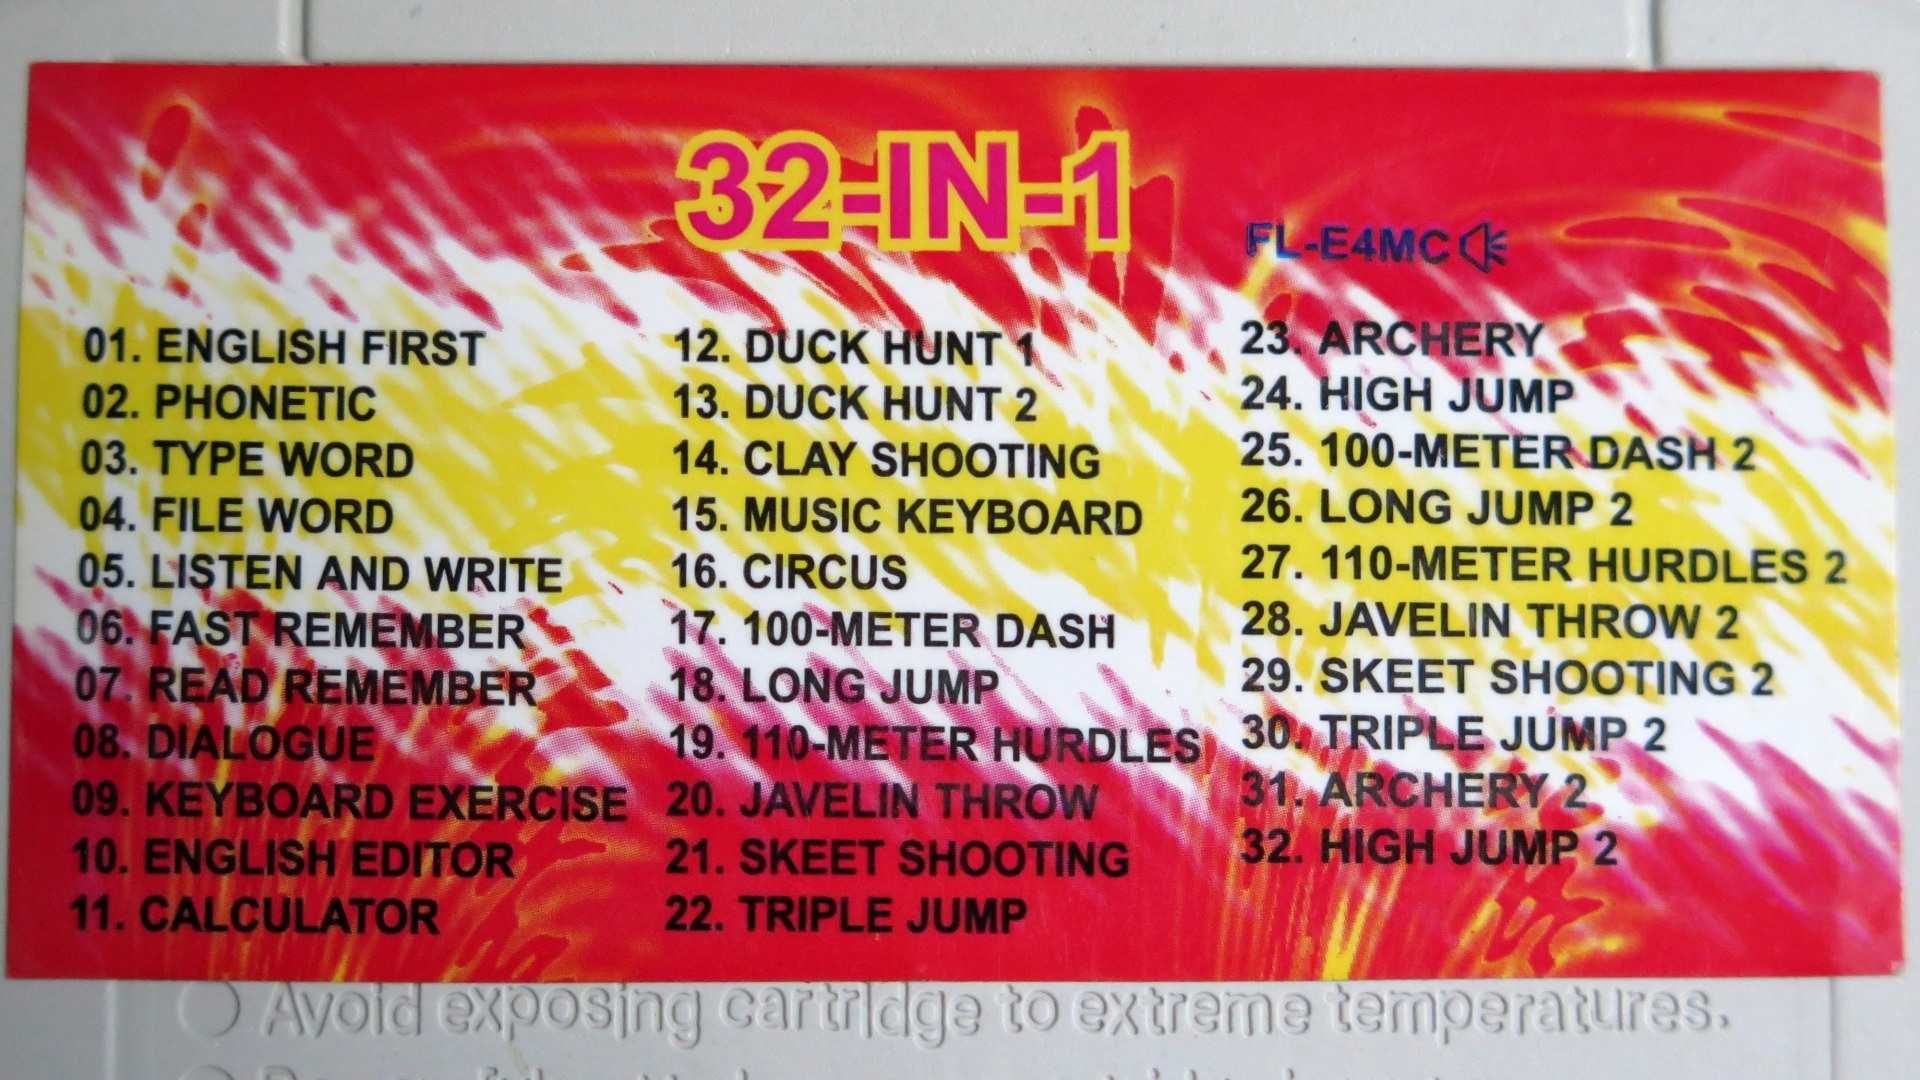 32-IN-1
FL-E4MC
01. ENGLISH FIRST
02. PHONETIC
03. TYPE WORD
04. FILE WORD
05. LISTEN AND WRITE
06. FAST REMEMBER
07. READ REMEMBER
08. DIALOGUE
09. KEYBOARD EXERCISE
10. ENGLISH EDITOR
11. CALCULATOR
12. DUCK HUNT 1
13. DUCK HUNT 2
14. CLAY SHOOTING
15. MUSIC KEYBOARD
16. CIRCUS
17. 100-METER DASH
18. LONG JUMP
19. 110-METER HURDLES
20. JAVELIN THROW
21. SKEET SHOOTING
22. TRIPLE JUMP
23. ARCHERY
24. HIGH JUMP
25. 100-METER DASH 2
26. LONG JUMP 2
27. 110-METER HURDLES 2
28. JAVELIN THROW 2
29. SKEET SHOOTING 2
30. TRIPLE JUMP 2
31. ARCHERY 2
32. HIGH JUMP 2
Avoid exposing cartridge to extreme temperatures.